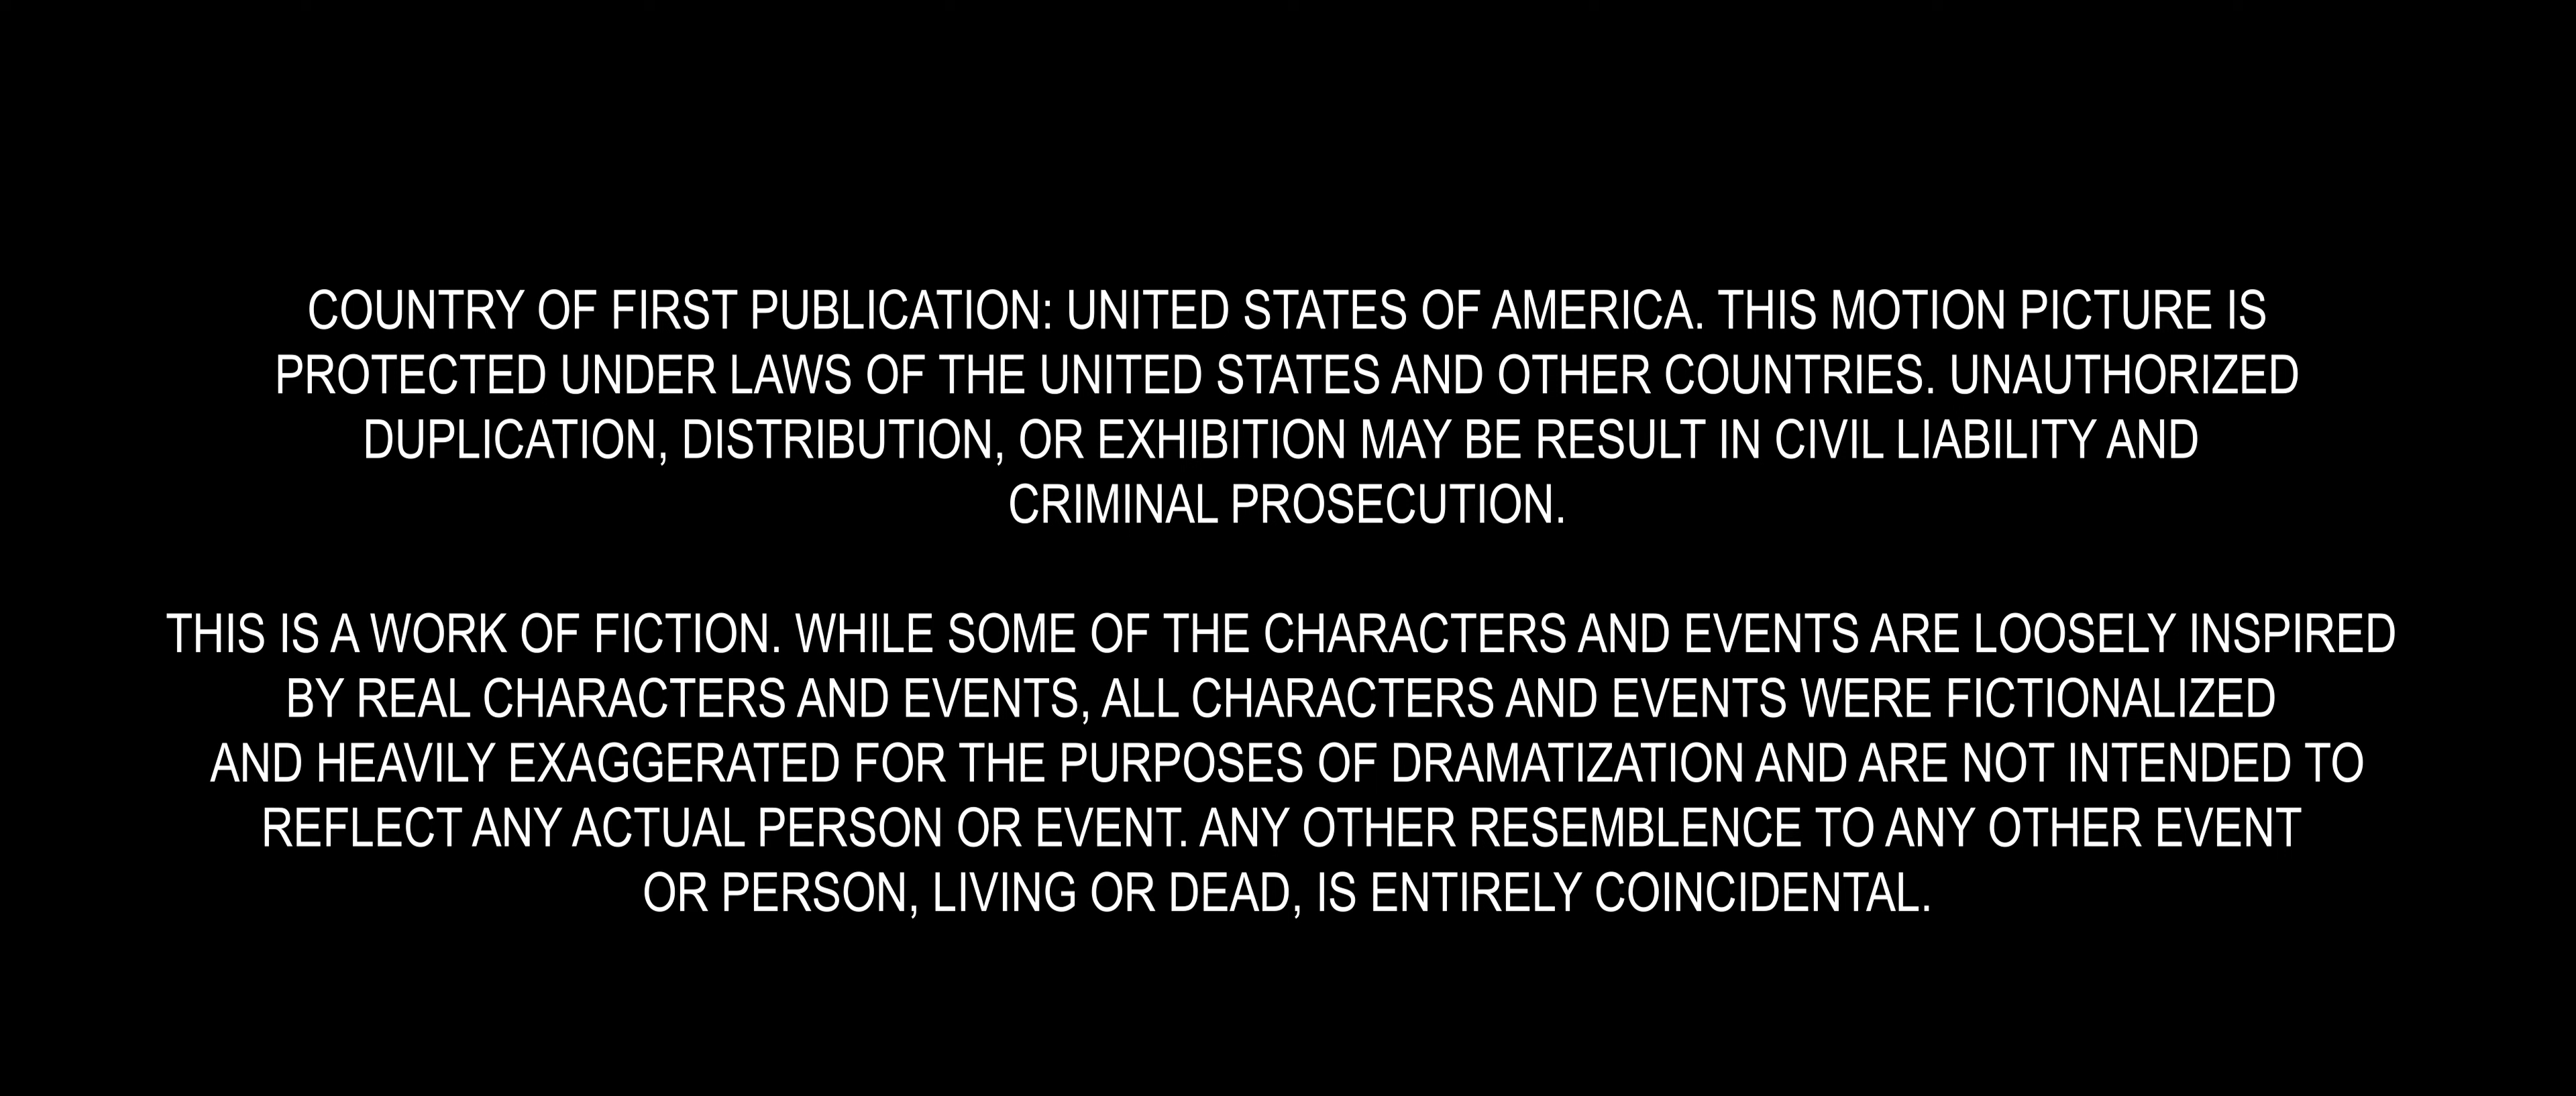 COUNTRY OF FIRST PUBLICATION: UNITED STATES OF AMERICA. THIS MOTION PICTURE IS
PROTECTED UNDER LAWS OF THE UNITED STATES AND OTHER COUNTRIES. UNAUTHORIZED
DUPLICATION, DISTRIBUTION, OR EXHIBITION MAY BE RESULT IN CIVIL LIABILITY AND
CRIMINAL PROSECUTION.
THIS IS A WORK OF FICTION. WHILE SOME OF THE CHARACTERS AND EVENTS ARE LOOSELY INSPIRED
BY REAL CHARACTERS AND EVENTS, ALL CHARACTERS AND EVENTS WERE FICTIONALIZED
AND HEAVILY EXAGGERATED FOR THE PURPOSES OF DRAMATIZATION AND ARE NOT INTENDED TO
REFLECT ANY ACTUAL PERSON OR EVENT. ANY OTHER RESEMBLENCE TO ANY OTHER EVENT
OR PERSON, LIVING OR DEAD, IS ENTIRELY COINCIDENTAL.